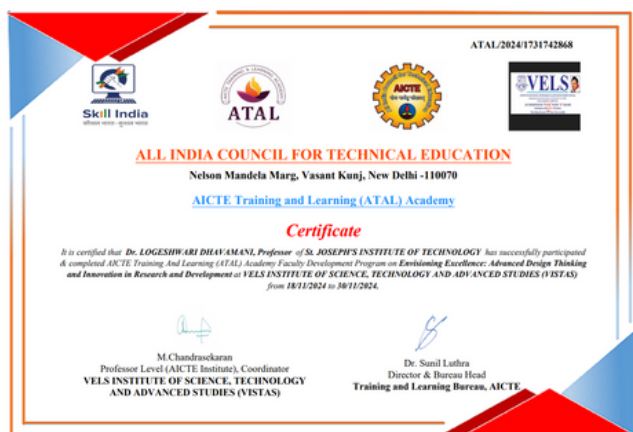 ATAL/2024/1731742868
Skill India
कौशल भारत - कुशल भारत
ATAL
AICTE
VELS
ALL INDIA COUNCIL FOR TECHNICAL EDUCATION
Nelson Mandela Marg, Vasant Kunj, New Delhi -110070
AICTE Training and Learning (ATAL) Academy
Certificate
It is certified that Dr. LOGESHWARI DHAVAMANI, Professor of St. JOSEPH'S INSTITUTE OF TECHNOLOGY has successfully participated
& completed AICTE Training And Learning (ATAL) Academy Faculty Development Program on Envisioning Excellence: Advanced Design Thinking
and Innovation in Research and Development at VELS INSTITUTE OF SCIENCE, TECHNOLOGY AND ADVANCED STUDIES (VISTAS)
from 18/11/2024 to 30/11/2024.
M.Chandrasekaran
Professor Level (AICTE Institute), Coordinator
VELS INSTITUTE OF SCIENCE, TECHNOLOGY
AND ADVANCED STUDIES (VISTAS)
Dr. Sunil Luthra
Director & Bureau Head
Training and Learning Bureau, AICTE